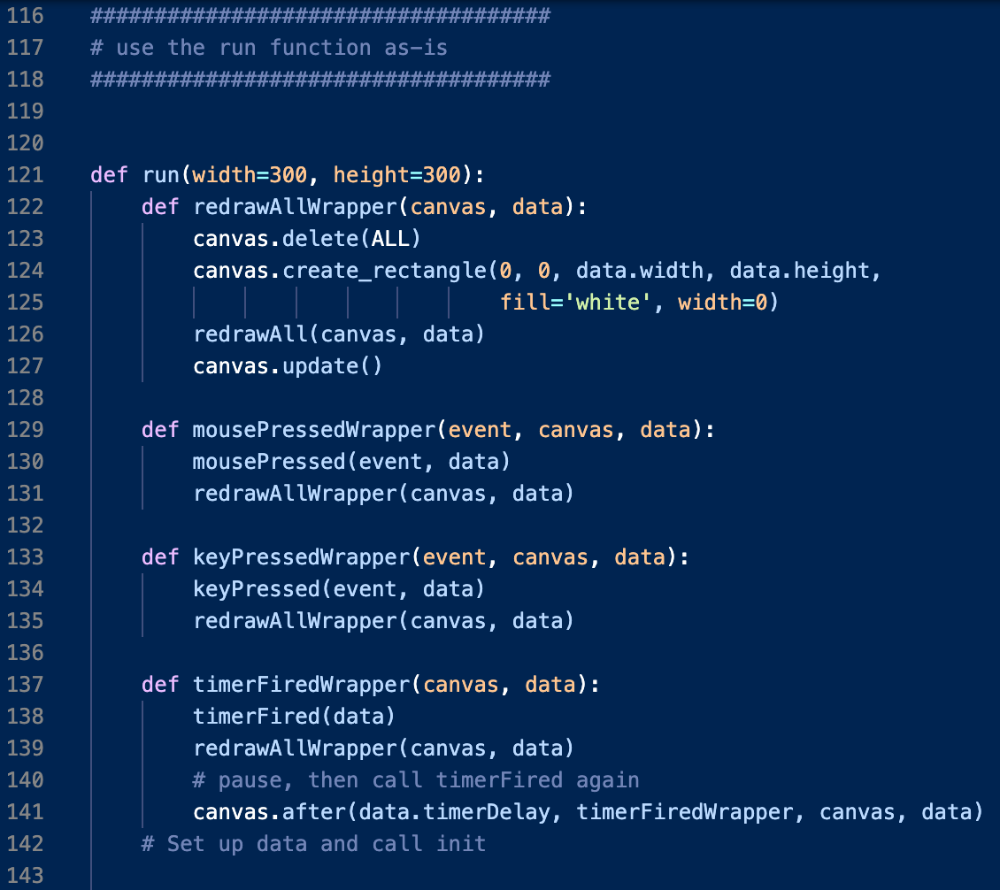 116 ####################################
117 # use the run function as-is
118 ####################################
119
120
121 def run(width=300, height=300):
122     def redrawAllWrapper(canvas, data):
123         canvas.delete(ALL)
124         canvas.create_rectangle(0, 0, data.width, data.height,
125                                 fill='white', width=0)
126         redrawAll(canvas, data)
127         canvas.update()
128
129     def mousePressedWrapper(event, canvas, data):
130         mousePressed(event, data)
131         redrawAllWrapper(canvas, data)
132
133     def keyPressedWrapper(event, canvas, data):
134         keyPressed(event, data)
135         redrawAllWrapper(canvas, data)
136
137     def timerFiredWrapper(canvas, data):
138         timerFired(data)
139         redrawAllWrapper(canvas, data)
140         # pause, then call timerFired again
141         canvas.after(data.timerDelay, timerFiredWrapper, canvas, data)
142     # Set up data and call init
143